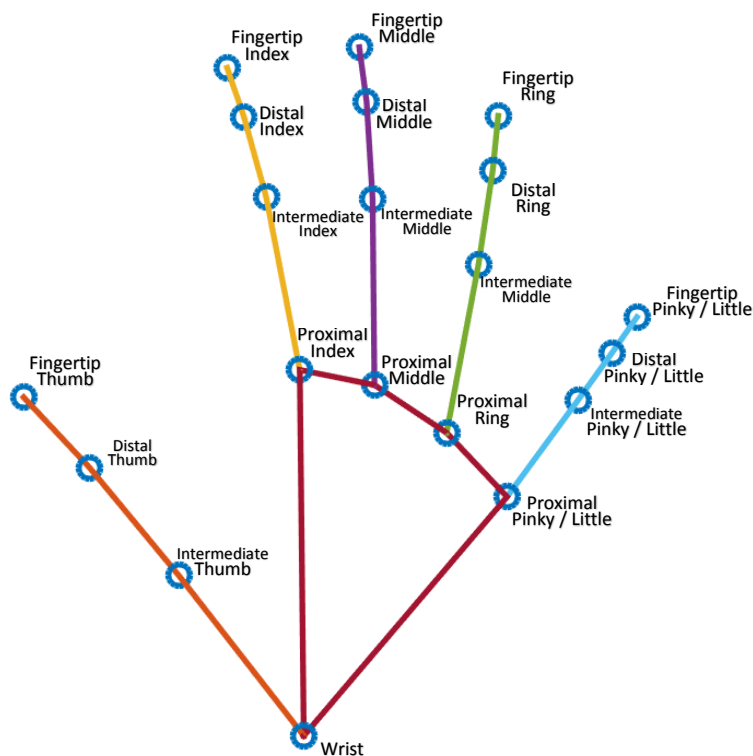 Fingertip
Index
Fingertip
Middle
Fingertip
Ring
Distal
Index
Distal
Middle
Distal
Ring
Intermediate
Index
Intermediate
Middle
Intermediate
Middle
Fingertip
Pinky / Little
Proximal
Index
Proximal
Middle
Distal
Pinky / Little
Fingertip
Thumb
Proximal
Ring
Intermediate
Pinky / Little
Distal
Thumb
Proximal
Pinky / Little
Intermediate
Thumb
Wrist